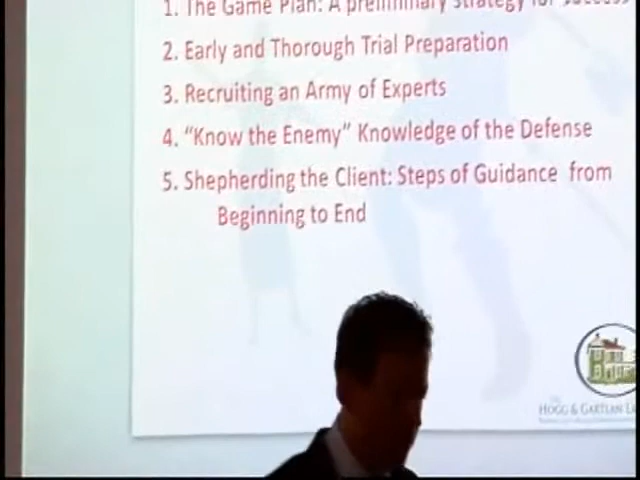 1. The Game Plan: A preliminary strategy for success
2. Early and Thorough Trial Preparation
3. Recruiting an Army of Experts
4. “Know the Enemy” Knowledge of the Defense
5. Shepherding the Client: Steps of Guidance from
Beginning to End
HOGG & GARTLAN